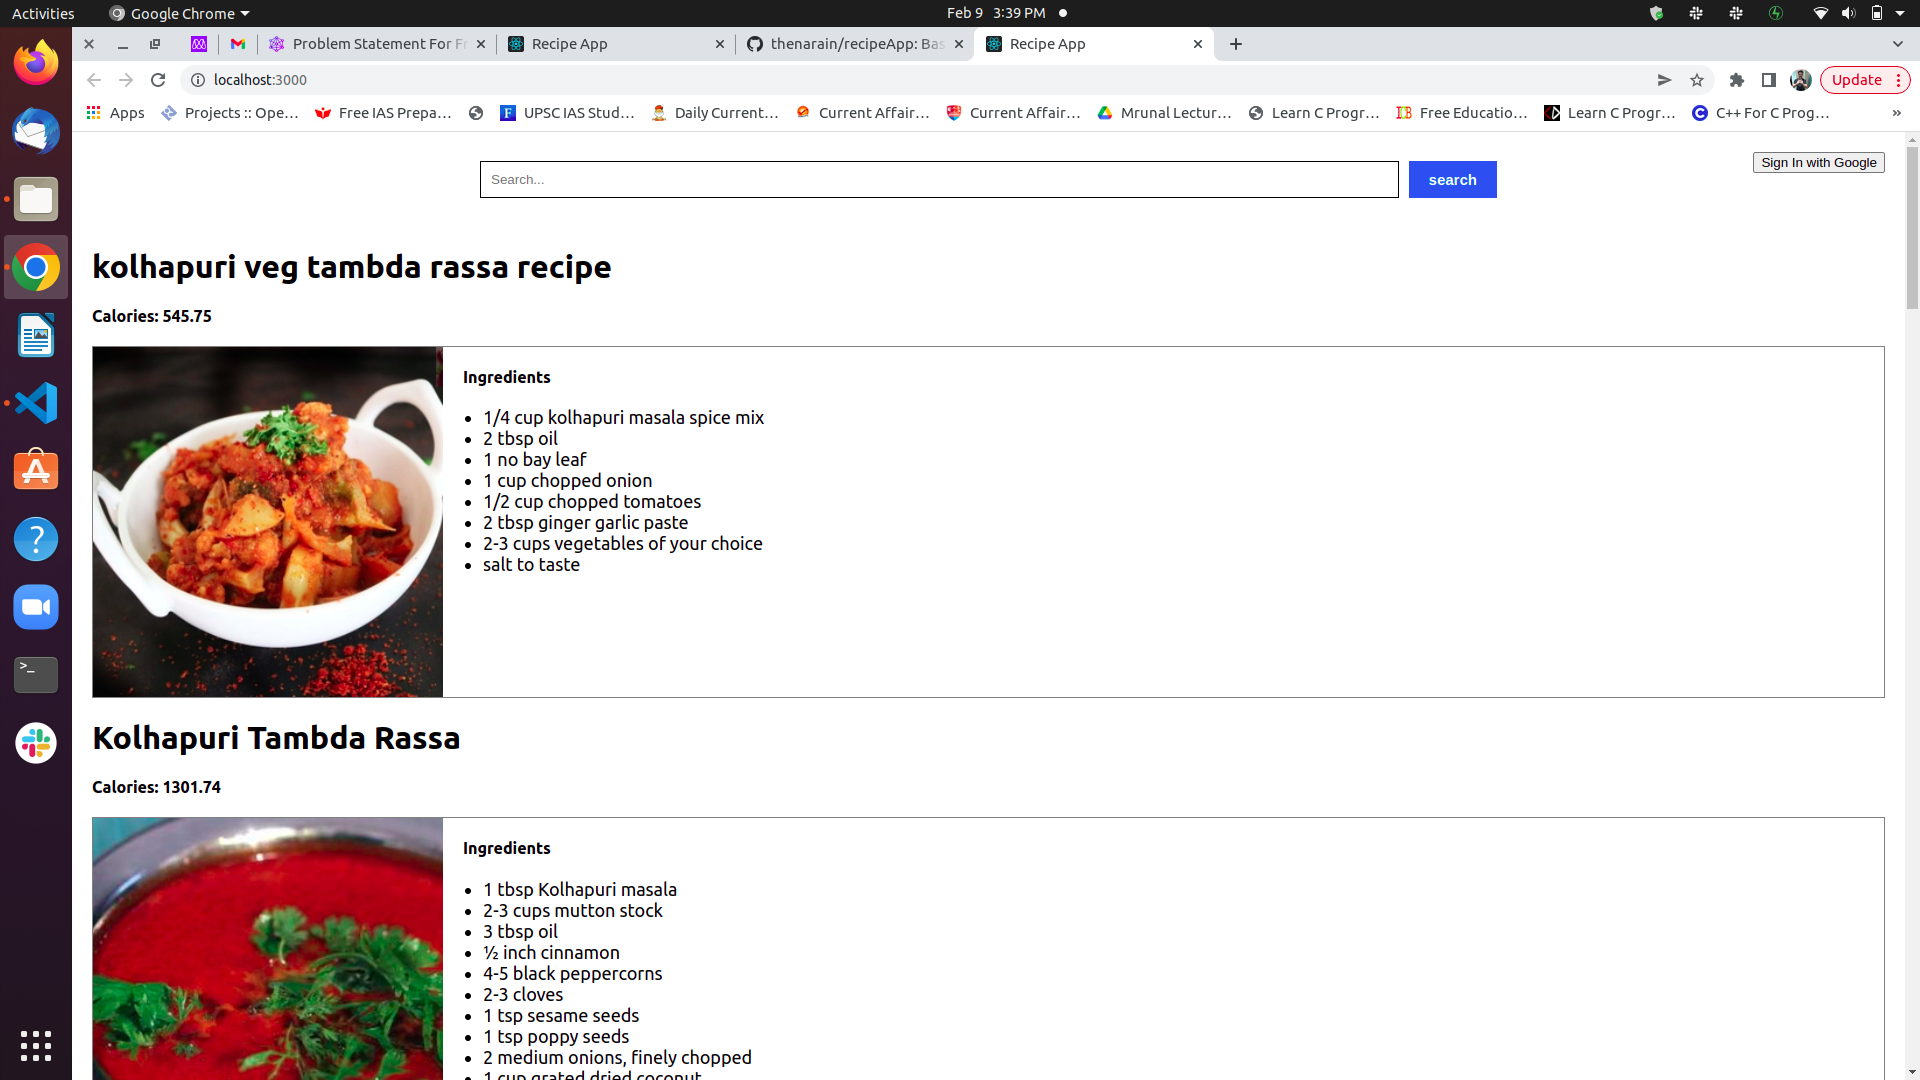 Activities
Google Chrome
Feb 9 3:39 PM
Problem Statement For Fr
Recipe App
thenarain/recipeApp: Bas
Recipe App
localhost:3000
Update
Apps
Projects :: Ope...
Free IAS Prepa...
UPSC IAS Stud...
Daily Current...
Current Affair...
Current Affair...
Mrunal Lectur...
Learn C Progr...
Free Educatio...
Learn C Progr...
C++ For C Prog...
»
Search...
search
Sign In with Google
kolhapuri veg tambda rassa recipe
Calories: 545.75
Ingredients
1/4 cup kolhapuri masala spice mix
2 tbsp oil
1 no bay leaf
1 cup chopped onion
1/2 cup chopped tomatoes
2 tbsp ginger garlic paste
2-3 cups vegetables of your choice
salt to taste
Kolhapuri Tambda Rassa
Calories: 1301.74
Ingredients
1 tbsp Kolhapuri masala
2-3 cups mutton stock
3 tbsp oil
½ inch cinnamon
4-5 black peppercorns
2-3 cloves
1 tsp sesame seeds
1 tsp poppy seeds
2 medium onions, finely chopped
1 cup grated dried coconut